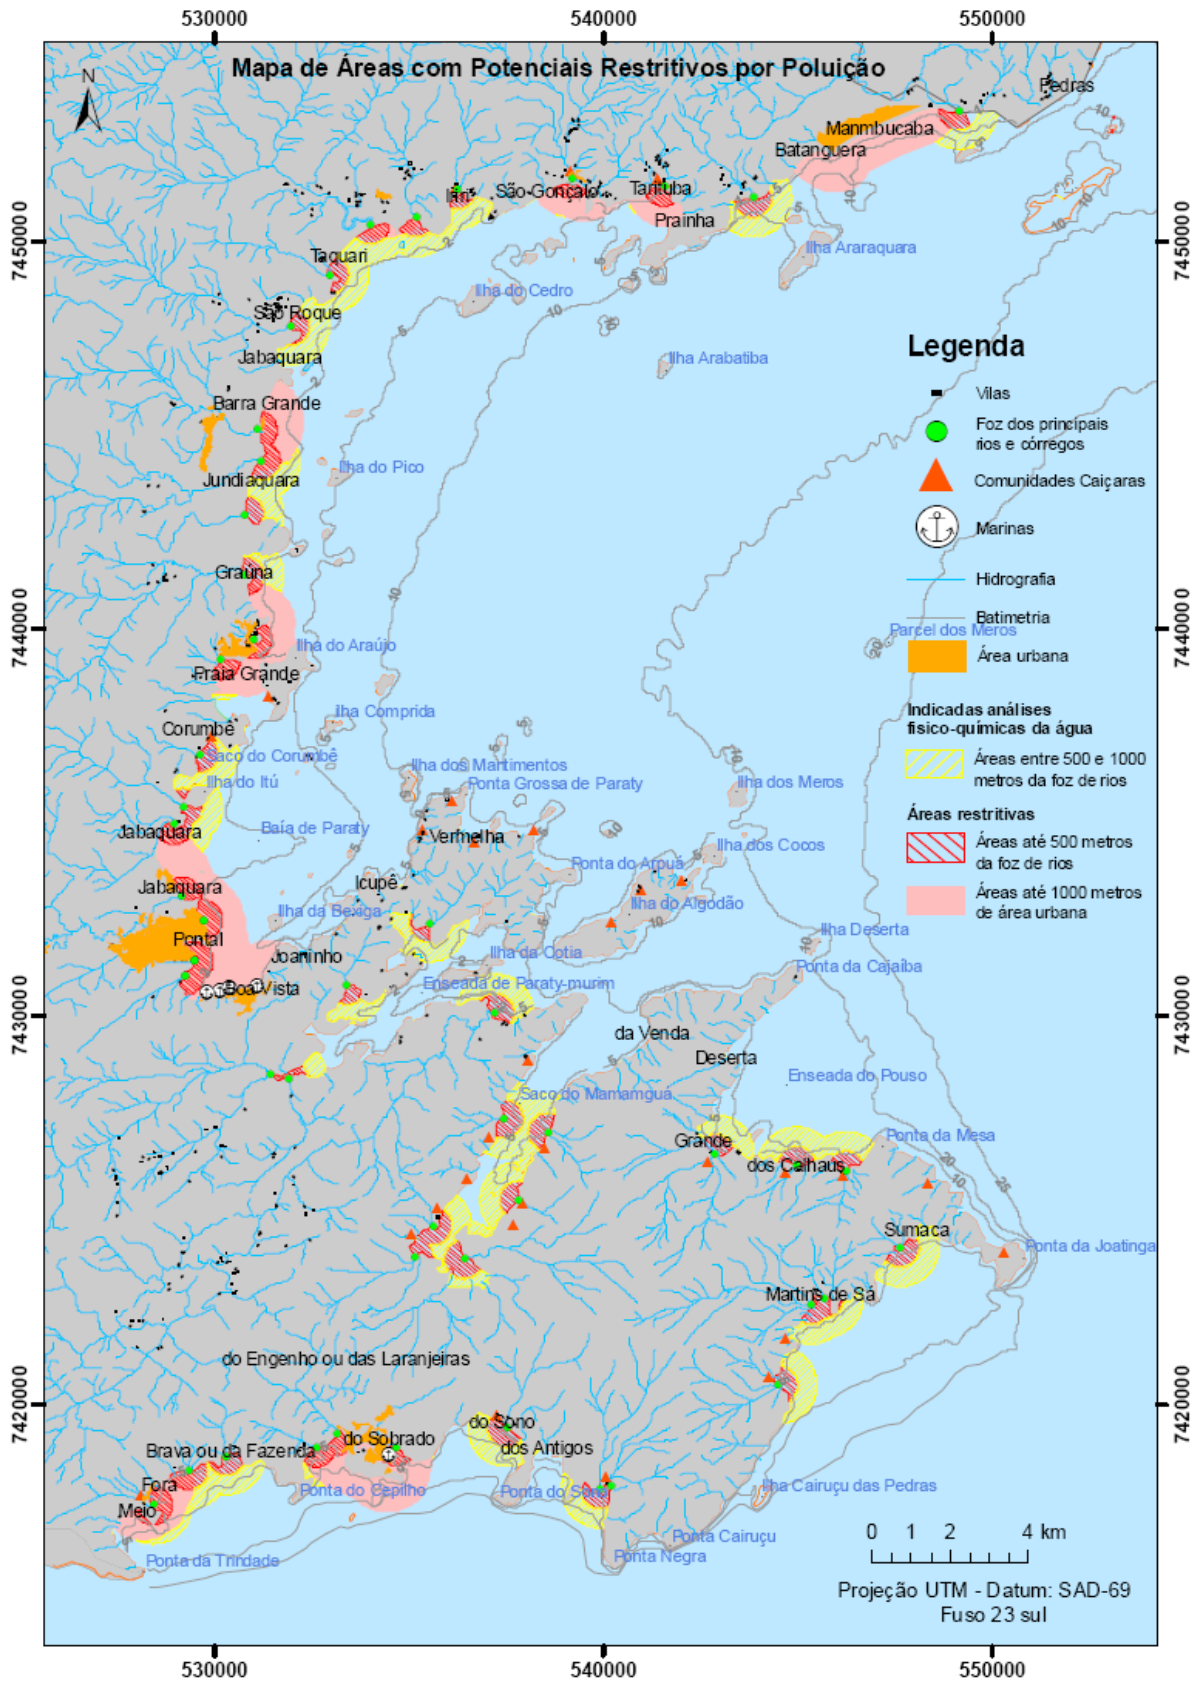 530000
540000
550000
Mapa de Áreas com Potenciais Restritivos por Poluição
N
Pedras
Manmbucaba
Batanguera
São Gonçalo
Tarituba
Prainha
7450000
7450000
Ilha Araraquara
Taquari
Ilha do Cedro
São Roque
Jabaquara
Ilha Arabatiba
Barra Grande
Ilha do Pico
Jundiaquara
Graúna
7440000
7440000
Ilha do Araújo
Parcel dos Meros
Praia Grande
Ilha Comprida
Corumbê
Saco do Corumbê
Ilha do Itú
Ilha dos Mantimentos
Ponta Grossa de Paraty
Ilha dos Meros
Jabaquara
Baía de Paraty
Vermelha
Ilha dos Cocos
Jabaquara
Icupê
Ilha do Algodão
Ilha da Bexiga
Pontal
Ilha Deserta
Joaninho
Ilha da Cotia
Ponta da Cajaíba
Boa Vista
Enseada de Paraty-mirim
7430000
7430000
da Venda
Deserta
Enseada do Pouso
Saco do Mamamguá
Grande
Ponta da Mesa
dos Calhaus
Sumaca
Ponta da Joatinga
Martins de Sá
do Engenho ou das Laranjeiras
7420000
7420000
do Sono
do Sobrado
dos Antigos
Brava ou da Fazenda
Fora
Ponta do Cepilho
Ponta do Sono
Ilha Cairuçu das Pedras
Meio
Ponta Cairuçu
Ponta da Trindade
Ponta Negra
Legenda
Vilas
Foz dos principais
rios e córregos
Comunidades Caiçaras
Marinas
Hidrografia
Batimetria
Área urbana
Indicadas análises
fisico-químicas da água
Áreas entre 500 e 1000
metros da foz de rios
Áreas restritivas
Áreas até 500 metros
da foz de rios
Áreas até 1000 metros
de área urbana
0 1 2 4 km
Projeção UTM - Datum: SAD-69
Fuso 23 sul
530000
540000
550000